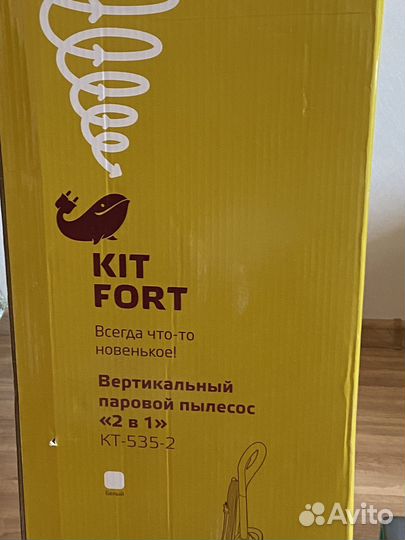 KIT
FORT
Всегда что-то
новенькое!
Вертикальный
паровой пылесос
«2 в 1»
КТ-535-2
белый
Avito